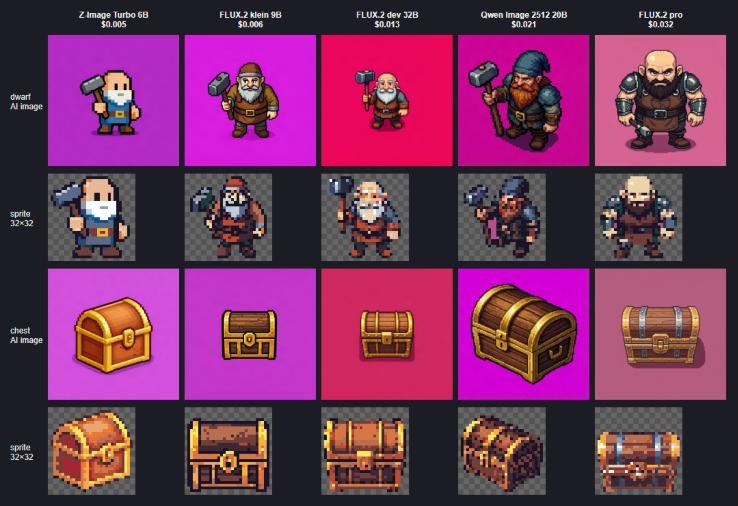 Z-Image Turbo 6B
$0.005
FLUX.2 klein 9B
$0.006
FLUX.2 dev 32B
$0.013
Qwen Image 2512 20B
$0.021
FLUX.2 pro
$0.032
dwarf
AI image
sprite
32×32
chest
AI image
sprite
32×32